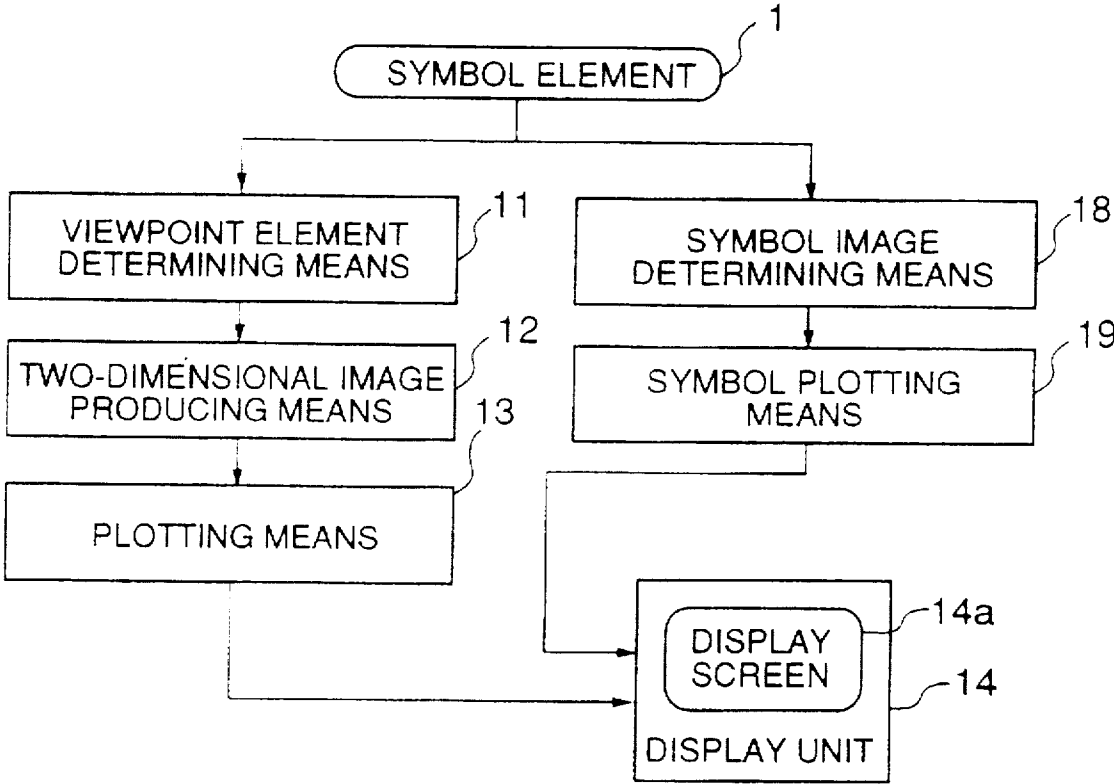 1
SYMBOL ELEMENT
11
VIEWPOINT ELEMENT
DETERMINING MEANS
18
SYMBOL IMAGE
DETERMINING MEANS
12
TWO-DIMENSIONAL IMAGE
PRODUCING MEANS
19
SYMBOL PLOTTING
MEANS
13
PLOTTING MEANS
14a
DISPLAY
SCREEN
14
DISPLAY UNIT